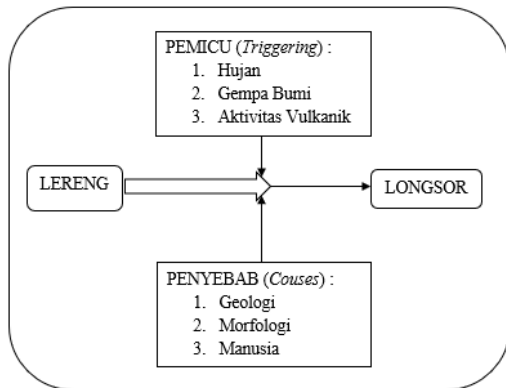 PEMICU (Triggering) :
1. Hujan
2. Gempa Bumi
3. Aktivitas Vulkanik
LERENG
LONGSOR
PENYEBAB (Couses) :
1. Geologi
2. Morfologi
3. Manusia